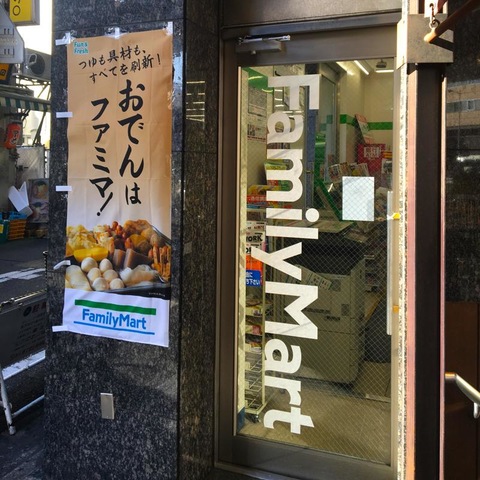 fun &
fresh
つゆも具材も、
すべてを刷新!
おでんは
ファミマ!
FamilyMart
FamilyMart